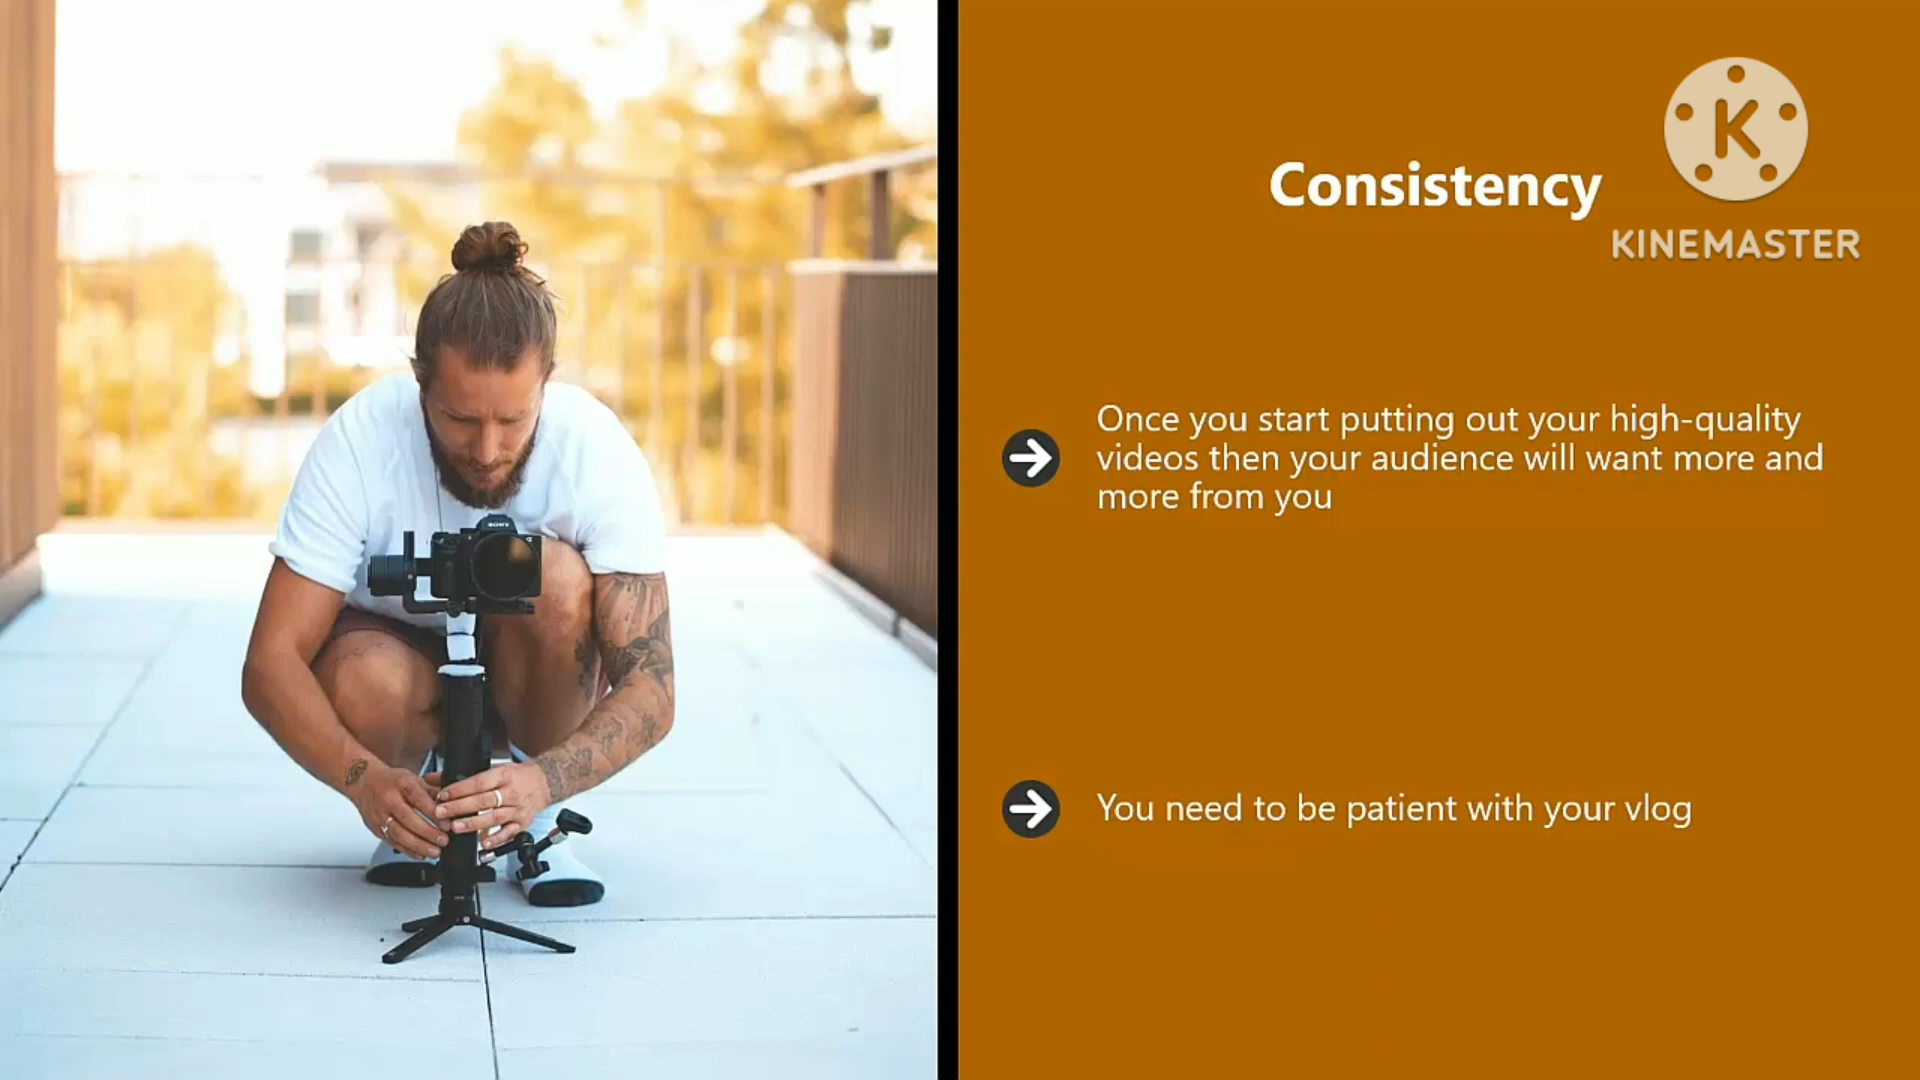 Consistency
K
KINEMASTER
Once you start putting out your high-quality
videos then your audience will want more and
more from you
You need to be patient with your vlog
SONY